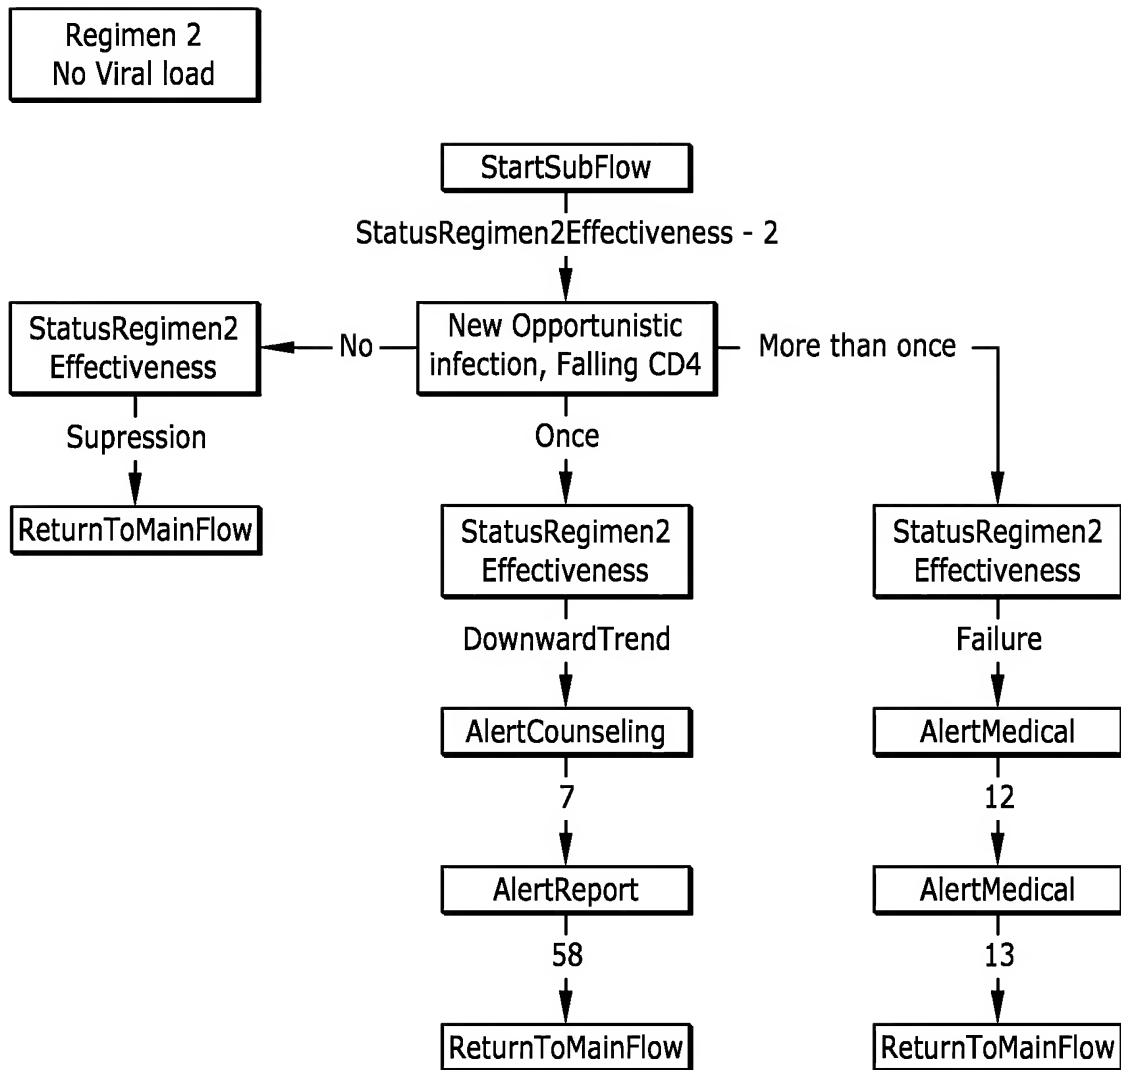 Regimen 2
No Viral load
StartSubFlow
StatusRegimen2Effectiveness - 2
StatusRegimen2
Effectiveness
No
New Opportunistic
infection, Falling CD4
More than once
Supression
Once
ReturnToMainFlow
StatusRegimen2
Effectiveness
StatusRegimen2
Effectiveness
DownwardTrend
Failure
AlertCounseling
AlertMedical
7
12
AlertReport
AlertMedical
58
13
ReturnToMainFlow
ReturnToMainFlow